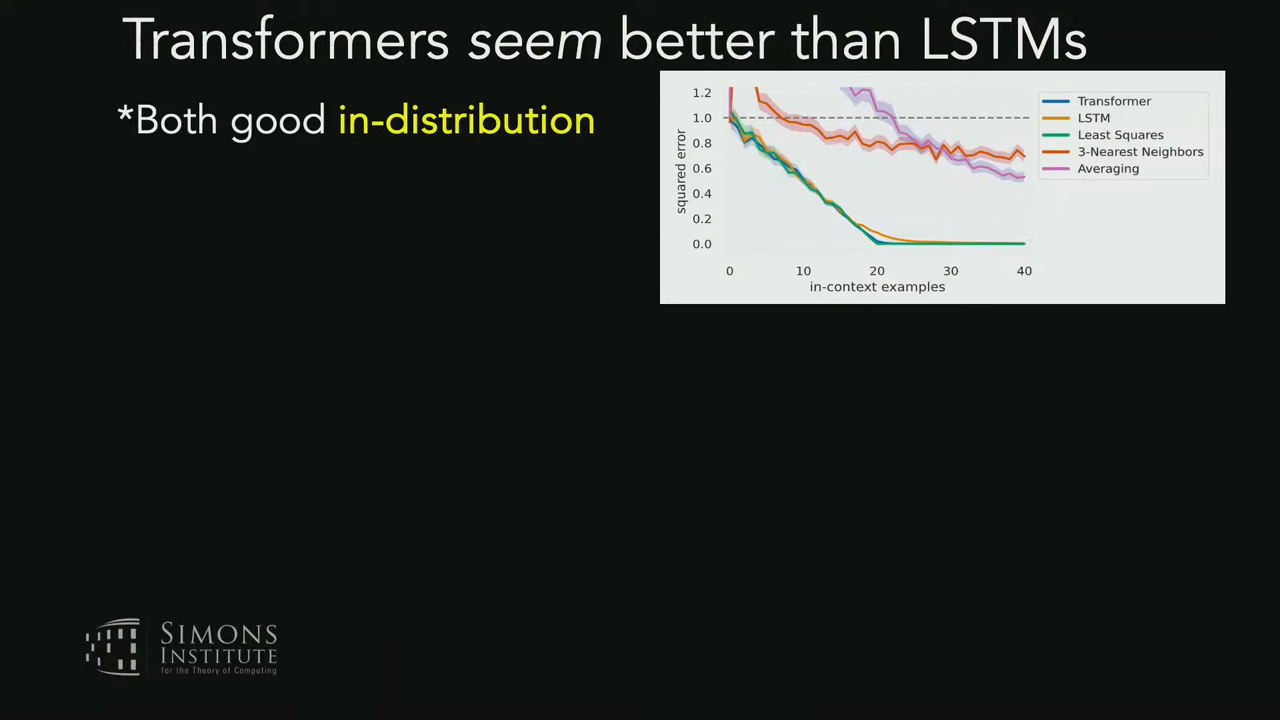 Transformers seem better than LSTMs
*Both good in-distribution
1.2
1.0
0.8
0.6
0.4
0.2
0.0
squared error
0 10 20 30 40
in-context examples
Transformer
LSTM
Least Squares
3-Nearest Neighbors
Averaging
SIMONS
INSTITUTE
for the Theory of Computing